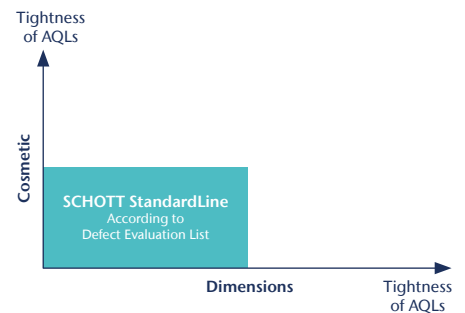 Tightness
of AQLs
Cosmetic
SCHOTT StandardLine
According to
Defect Evaluation List
Dimensions
Tightness
of AQLs